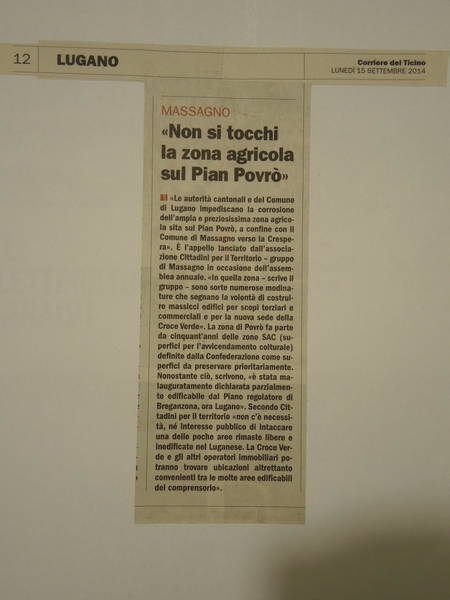 12 LUGANO
Corriere del Ticino
LUNEDÌ 15 SETTEMBRE 2014
MASSAGNO
«Non si tocchi
la zona agricola
sul Pian Povrò»
«Le autorità cantonali e del Comune
di Lugano impediscano la corrosione
dell'ampia e preziosissima zona agrico-
la sita sul Pian Povrò, a confine con il
Comune di Massagno verso la Crespe-
ra». È l'appello lanciato dall'associa-
zione Cittadini per il Territorio – gruppo
di Massagno in occasione dell'assem-
blea annuale. «In quella zona – scrive il
gruppo – sono sorte numerose modina-
ture che segnano la volontà di costrui-
re massicci edifici per scopi terziari e
commerciali e per la nuova sede della
Croce Verde». La zona di Povrò fa parte
da cinquant'anni delle zone SAC (su-
perfici per l'avvicendamento colturale)
definite dalla Confederazione come su-
perfici da preservare prioritariamente.
Nonostante ciò, scrivono, «è stata ma-
lauguratamente dichiarata parzialmen-
te edificabile dal Piano regolatore di
Breganzona, ora Lugano». Secondo Cit-
tadini per il territorio «non c'è necessi-
tà, né interesse pubblico di intaccare
una delle poche aree rimaste libere e
inedificate nel Luganese. La Croce Ver-
de e gli altri operatori immobiliari po-
tranno trovare ubicazioni altrettanto
convenienti tra le molte aree edificabili
del comprensorio».